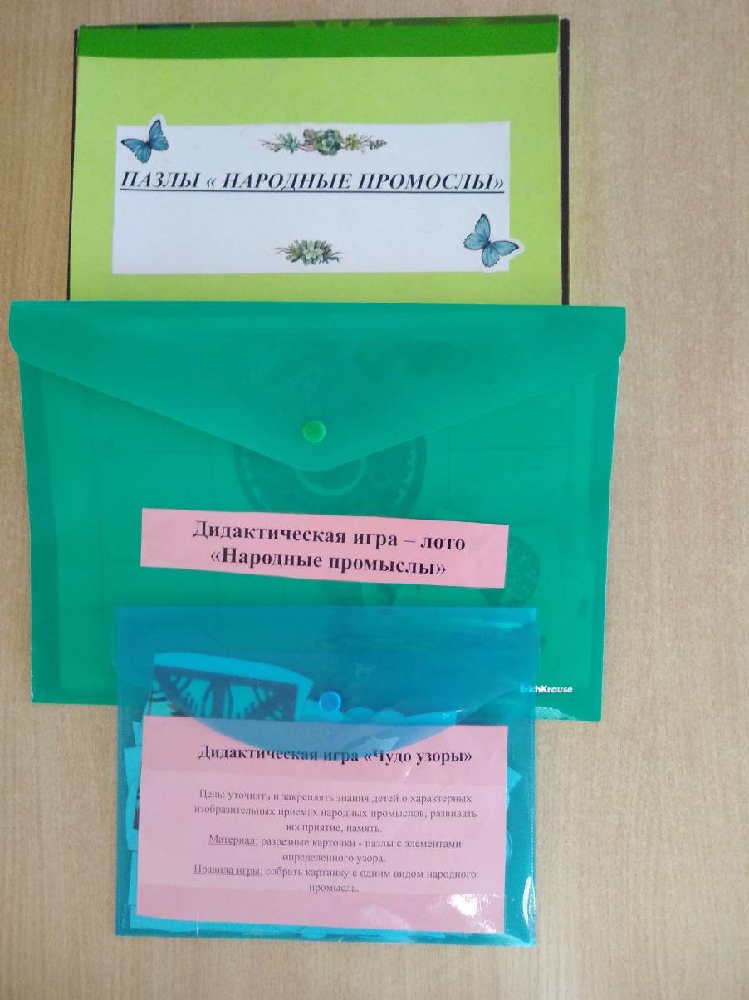 ПАЗЛЫ « НАРОДНЫЕ ПРОМОСЛЫ»
Дидактическая игра – лото
«Народные промыслы»
ErichKrause
Дидактическая игра «Чудо узоры»
Цель: уточнять и закреплять знания детей о характерных
изобразительных приемах народных промыслов, развивать
восприятие, память.
Материал: разрезные карточки - пазлы с элементами
определенного узора.
Правила игры: собрать картинку с одним видом народного
промысла.